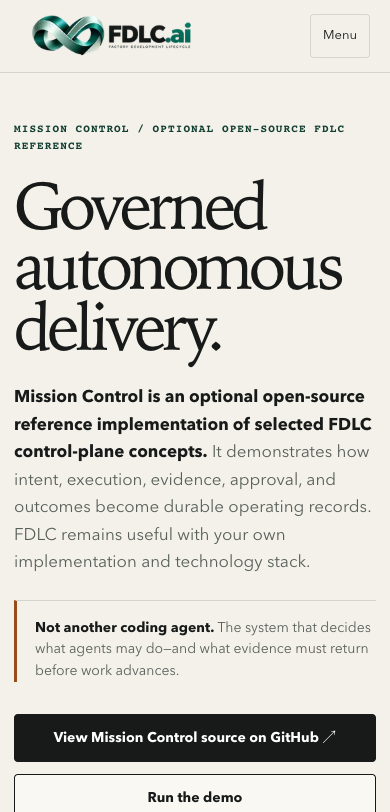 FDLC.ai
FACTORY DEVELOPMENT LIFECYCLE
Menu
MISSION CONTROL / OPTIONAL OPEN-SOURCE FDLC
REFERENCE
Governed
autonomous
delivery.
Mission Control is an optional open-source
reference implementation of selected FDLC
control-plane concepts. It demonstrates how
intent, execution, evidence, approval, and
outcomes become durable operating records.
FDLC remains useful with your own
implementation and technology stack.
Not another coding agent. The system that decides
what agents may do—and what evidence must return
before work advances.
View Mission Control source on GitHub ↗
Run the demo